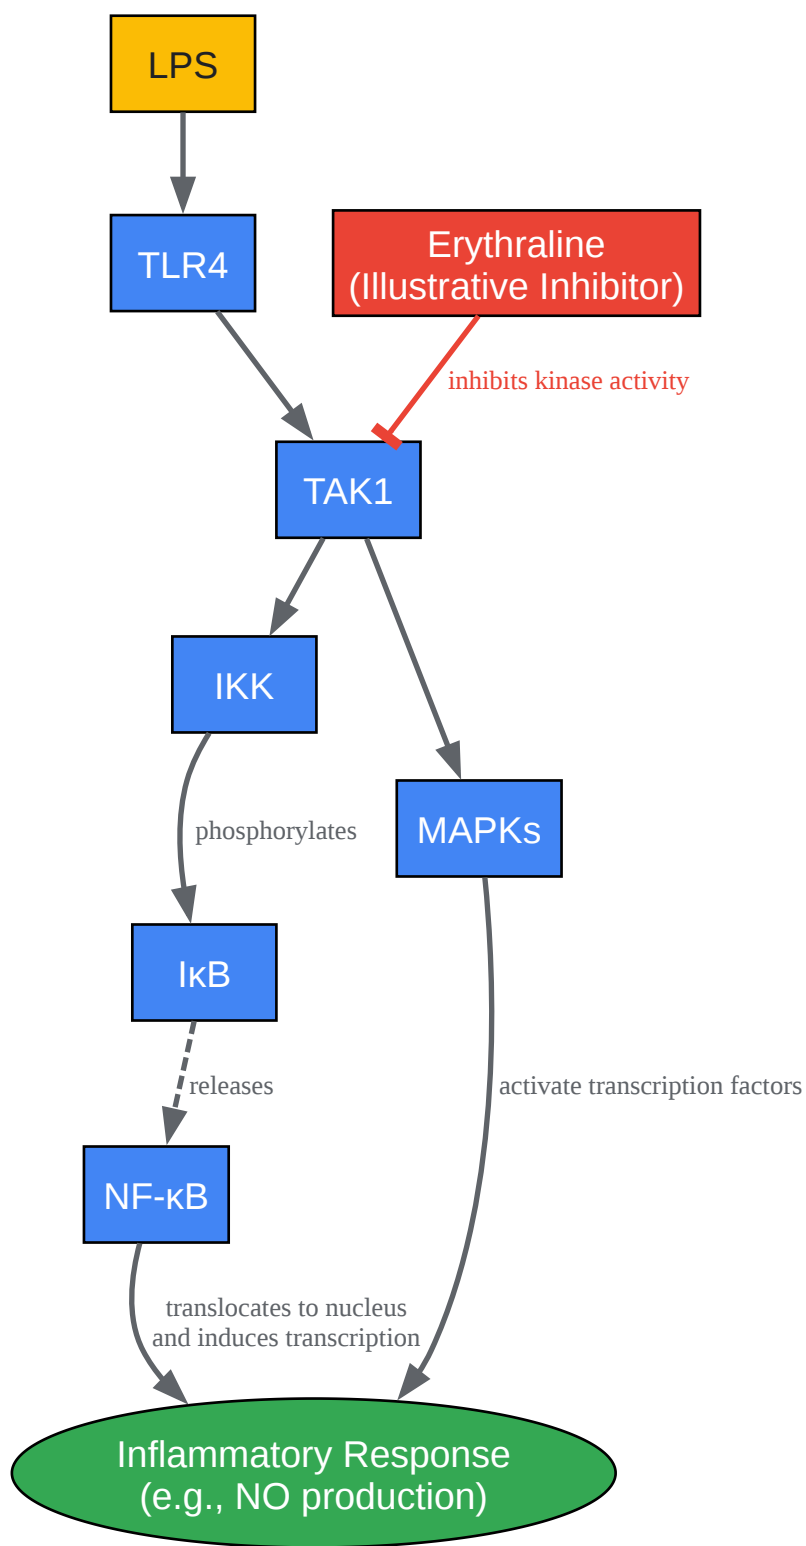 LPS
TLR4
Erythraline
(Illustrative Inhibitor)
inhibits kinase activity
TAK1
IKK
MAPKs
phosphorylates
IκB
releases
activate transcription factors
NF-κB
translocates to nucleus
and induces transcription
Inflammatory Response
(e.g., NO production)